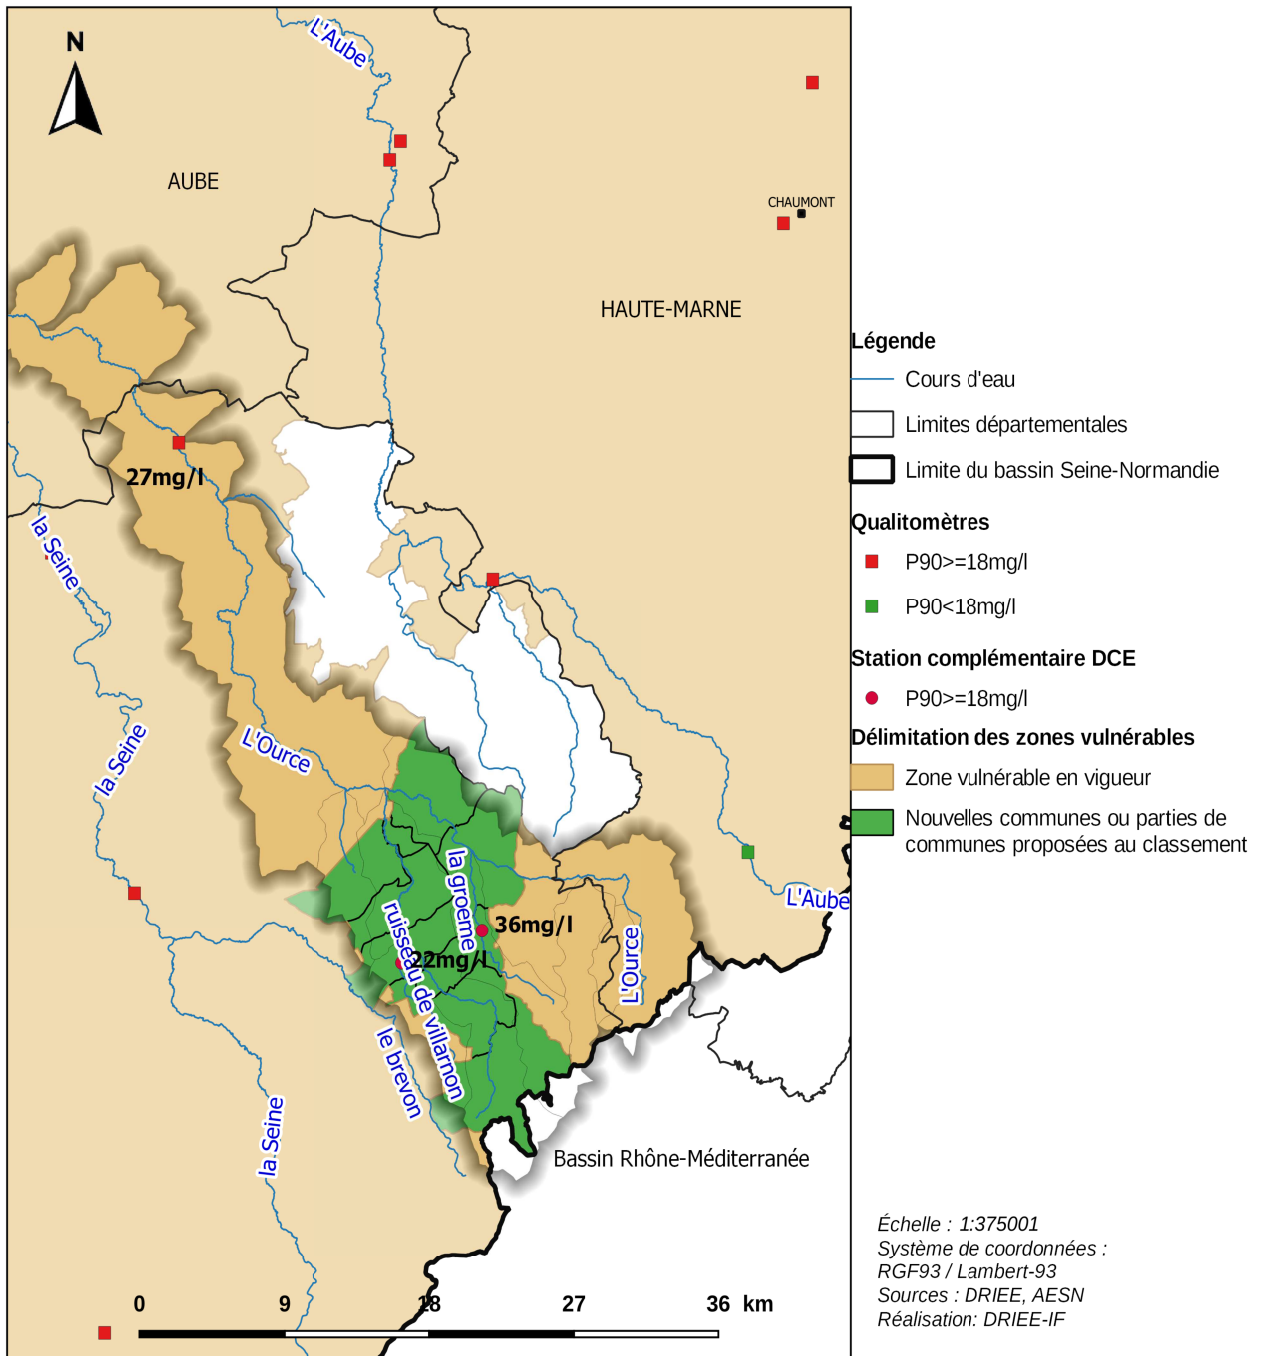 N
L'Aube
AUBE
CHAUMONT
HAUTE-MARNE
27mg/l
la Seine
la Seine
L'Ource
la groeme
36mg/l
22mg/l
ruisseau de villarnon
L'Ource
L'Aube
le brevon
la Seine
Bassin Rhône-Méditerranée
0 9 18 27 36 km
Légende
Cours d'eau
Limites départementales
Limite du bassin Seine-Normandie
Qualitomètres
P90>=18mg/l
P90<18mg/l
Station complémentaire DCE
P90>=18mg/l
Délimitation des zones vulnérables
Zone vulnérable en vigueur
Nouvelles communes ou parties de
communes proposées au classement
Échelle : 1:375001
Système de coordonnées :
RGF93 / Lambert-93
Sources : DRIEE, AESN
Réalisation: DRIEE-IF